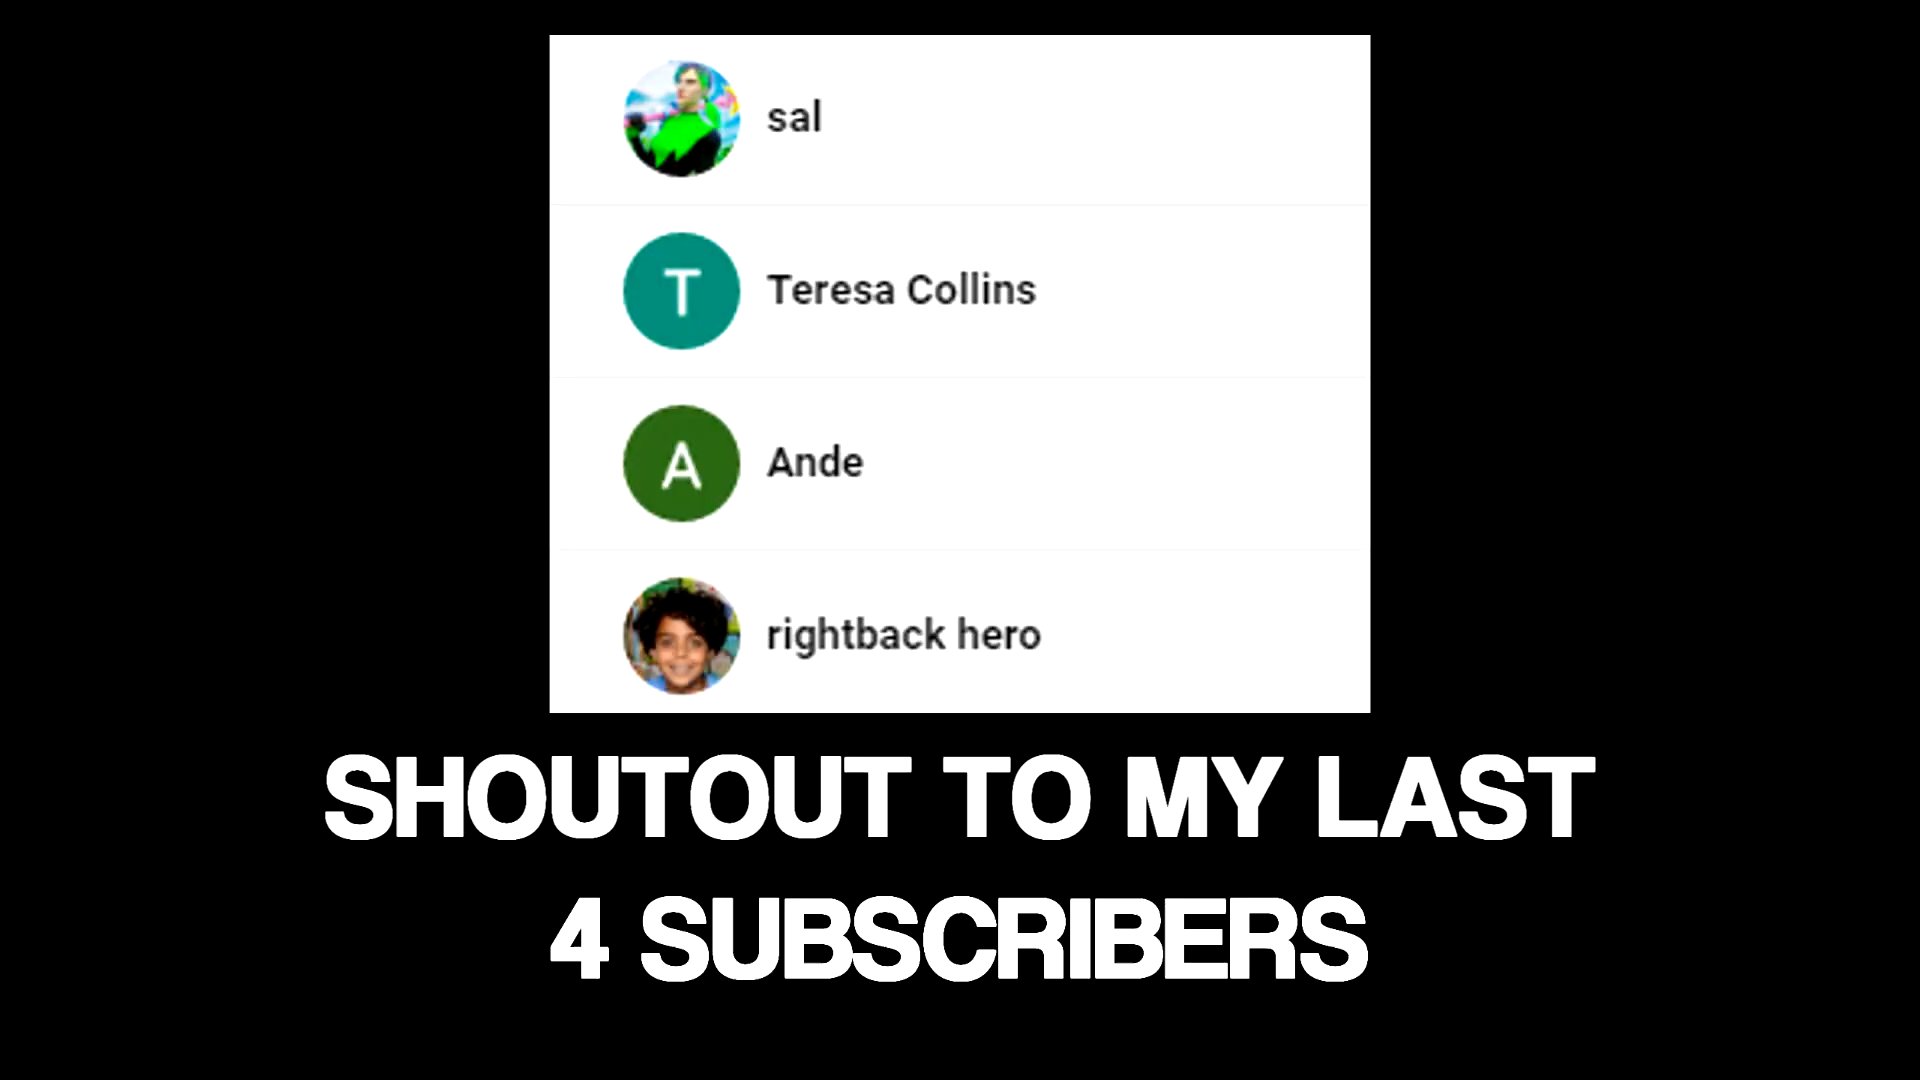 sal
T Teresa Collins
A Ande
rightback hero
SHOUTOUT TO MY LAST
4 SUBSCRIBERS